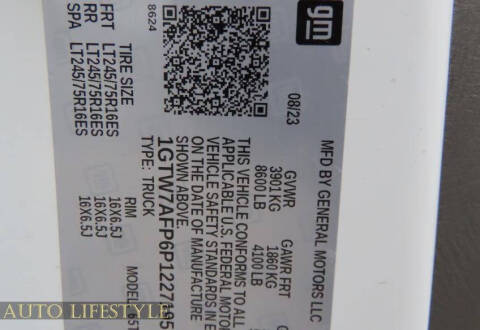 gm
MFD BY GENERAL MOTORS LLC
08/23
GVWR
3901 KG
8600 LB
GAWR FRT
1860 KG
4100 LB
THIS VEHICLE CONFORMS TO ALL
APPLICABLE U.S. FEDERAL MOTOR
VEHICLE SAFETY STANDARDS IN
ON THE DATE OF MANUFACTURE
SHOWN ABOVE.
TYPE: TRUCK
8624
TIRE SIZE
RIM
FRT LT245/75R16ES 16X6.5J
RR LT245/75R16ES 16X6.5J
SPA LT245/75R16ES 16X6.5J
AUTO LIFESTYLE